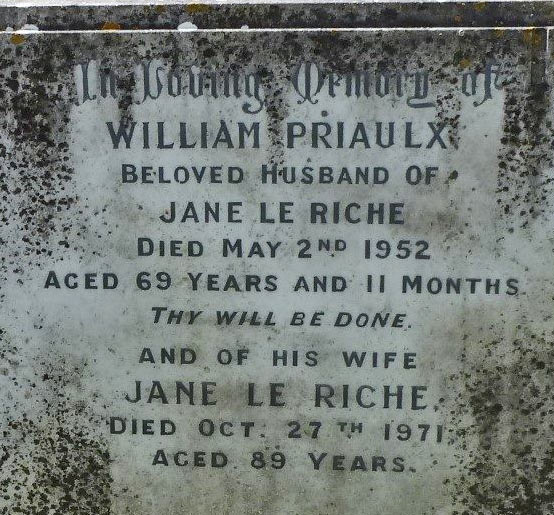 In Loving Memory of
WILLIAM PRIAULX.
BELOVED HUSBAND OF
JANE LE RICHE
DIED MAY 2ND 1952
AGED 69 YEARS AND 11 MONTHS
THY WILL BE DONE.
AND OF HIS WIFE
JANE LE RICHE.
DIED OCT. 27TH 1971.
AGED 89 YEARS.